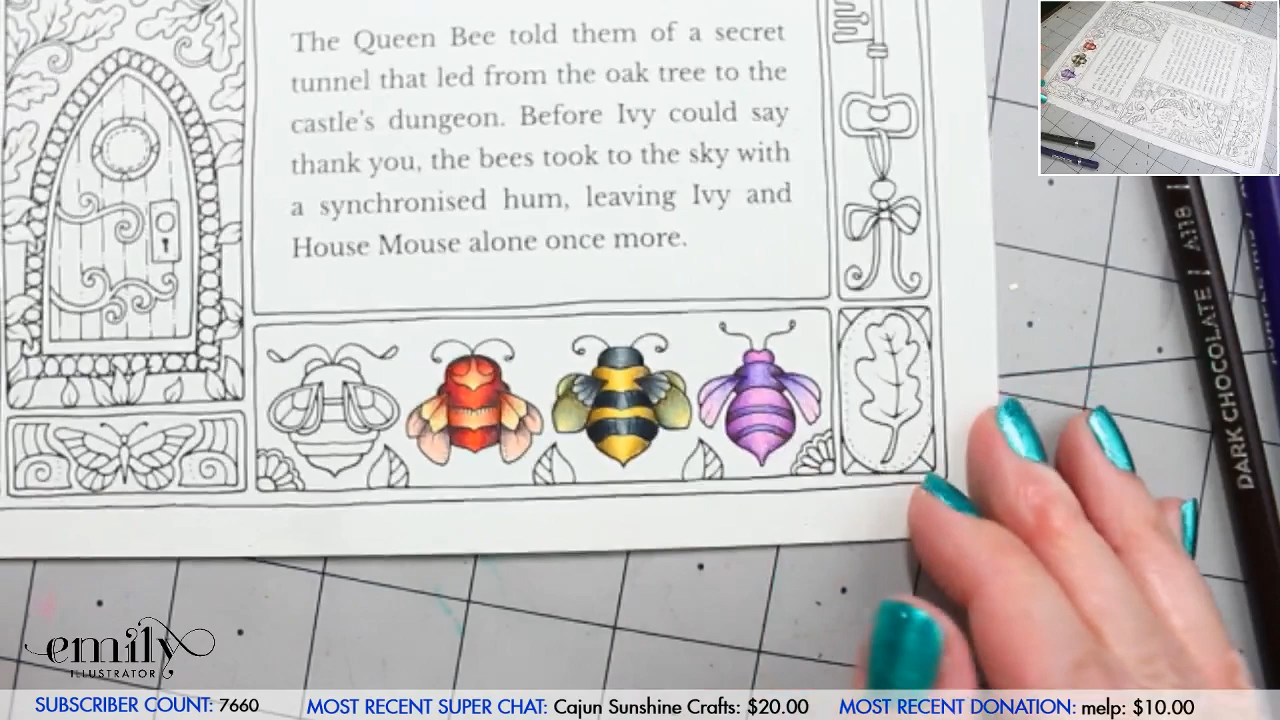 The Queen Bee told them of a secret
tunnel that led from the oak tree to the
castle's dungeon. Before Ivy could say
thank you, the bees took to the sky with
a synchronised hum, leaving Ivy and
House Mouse alone once more.
DARK CHOCOLATE | A118 |
emily
ILLUSTRATOR
SUBSCRIBER COUNT: 7660
MOST RECENT SUPER CHAT: Cajun Sunshine Crafts: $20.00
MOST RECENT DONATION: melp: $10.00